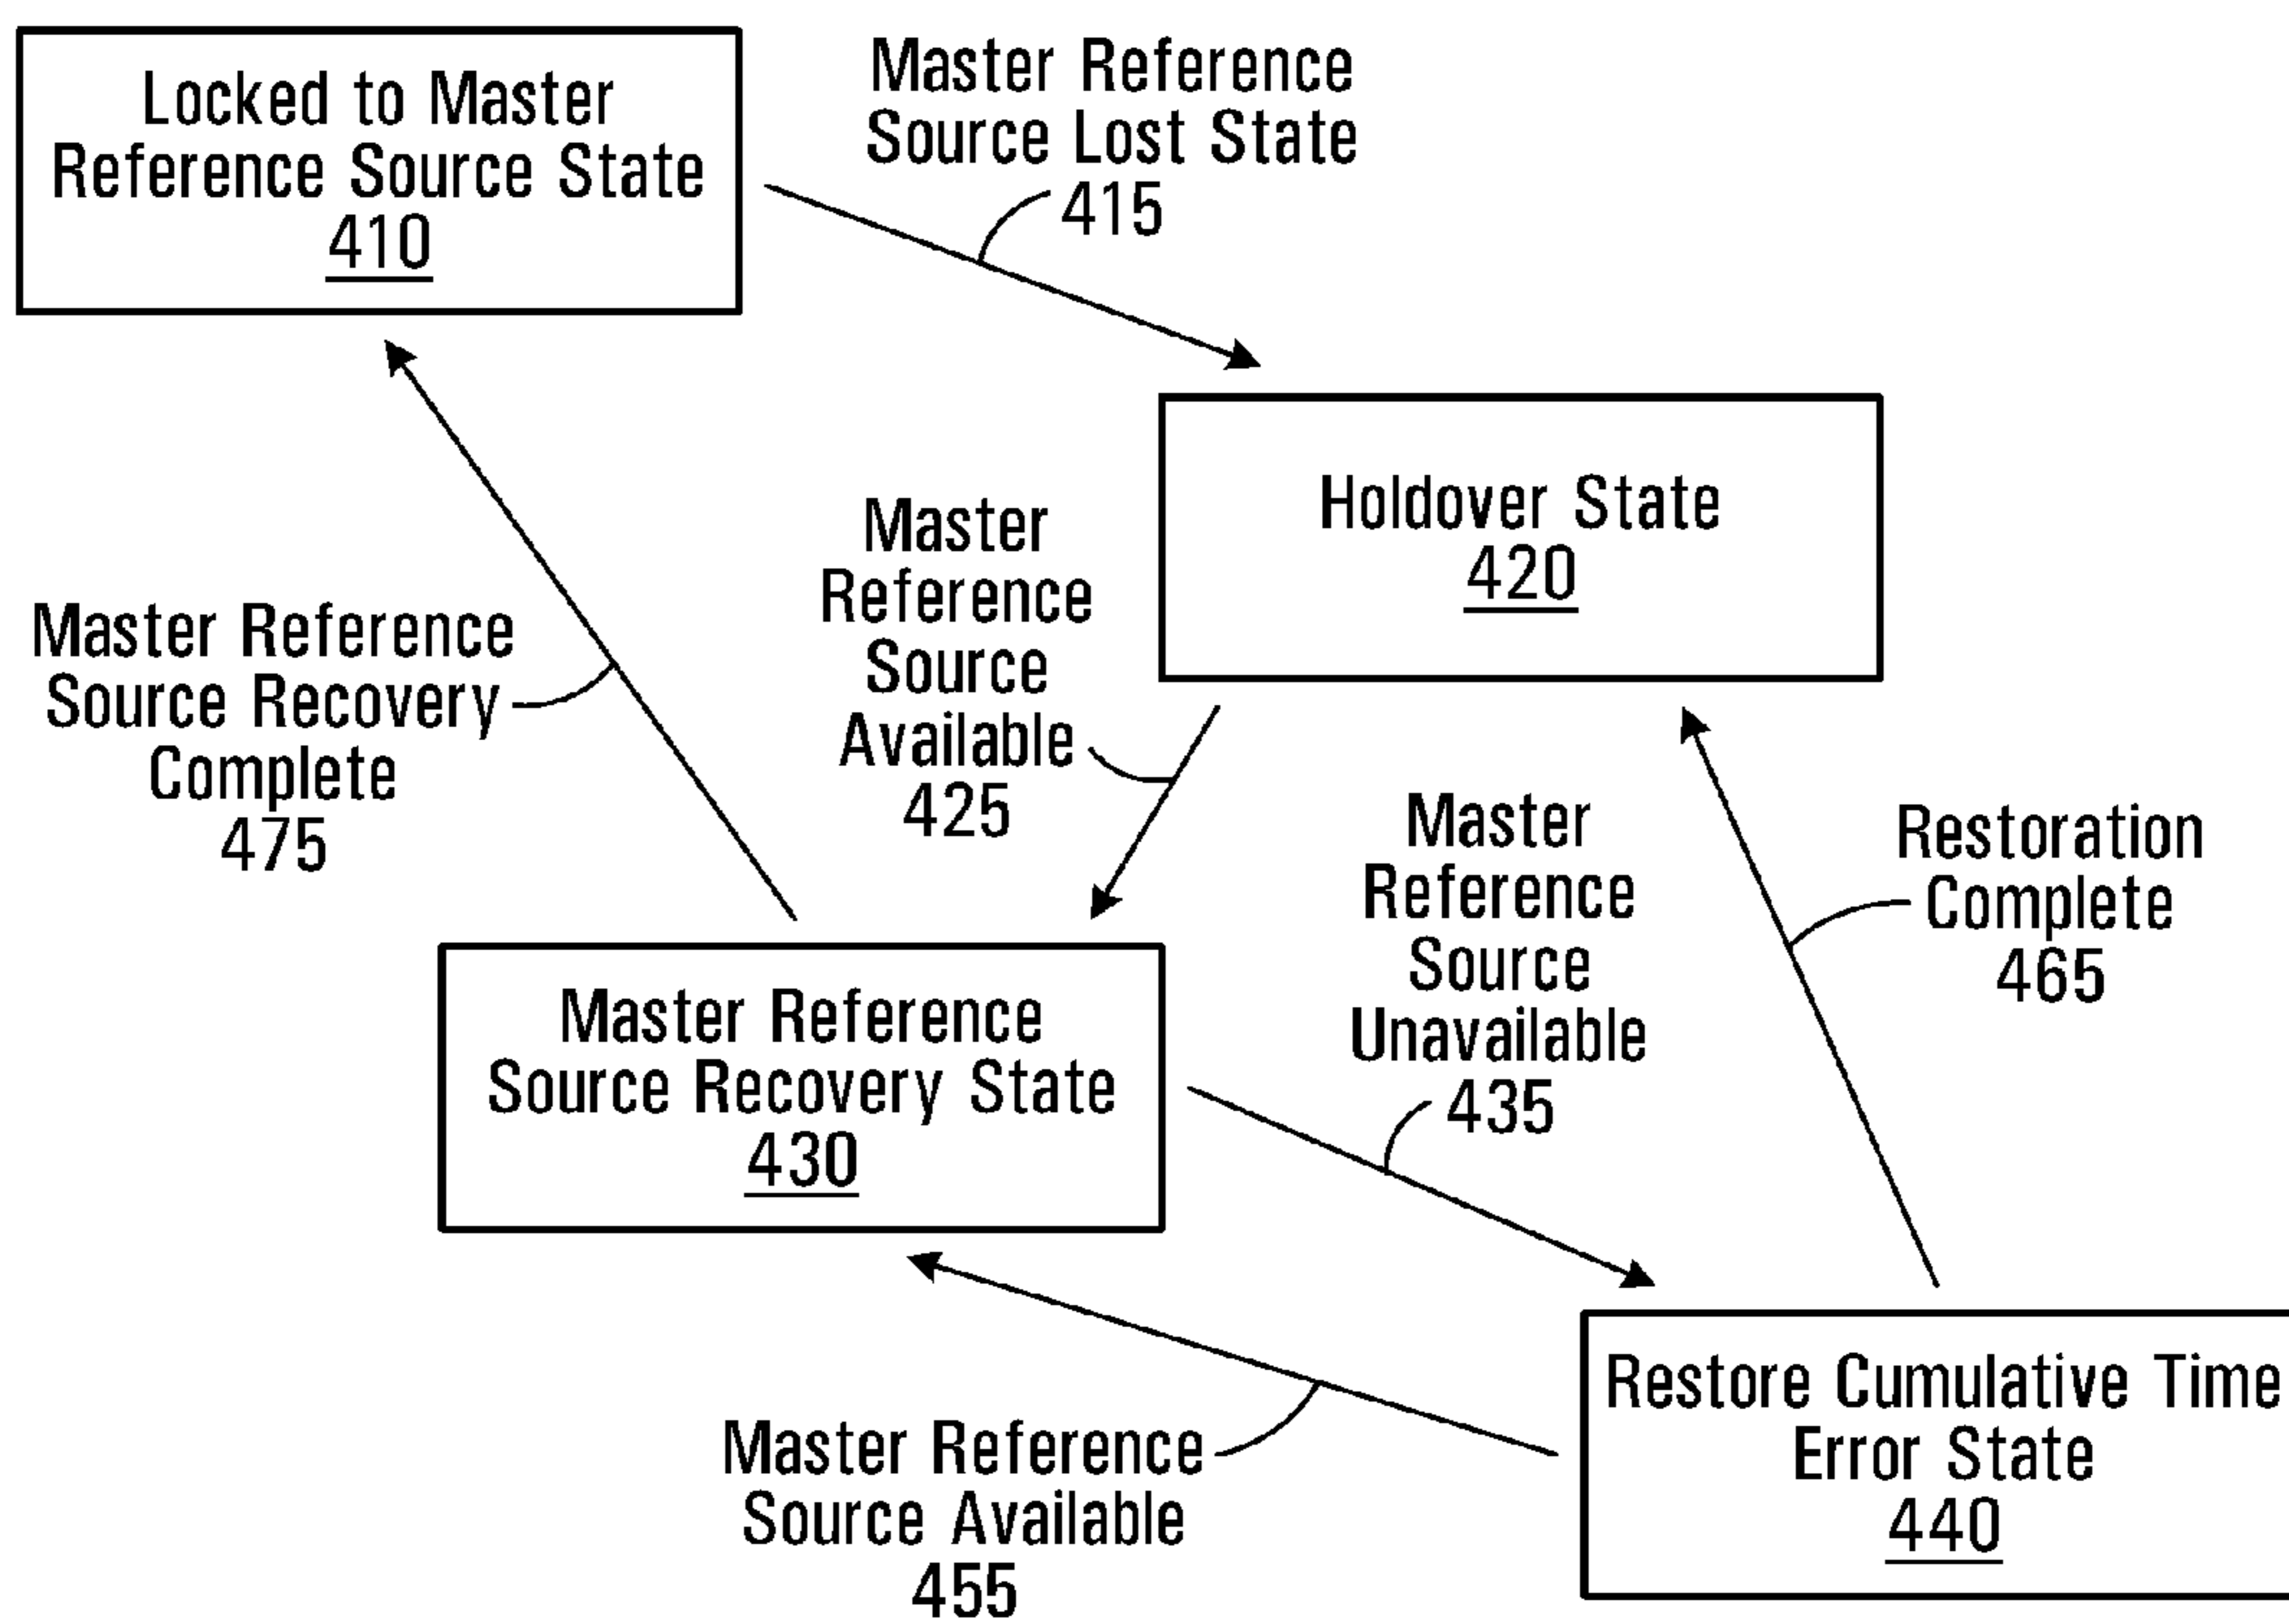 Locked to Master
Reference Source State
410
Master Reference
Source Lost State
415
Holdover State
420
Master
Reference
Source
Available
425
Master Reference
Source Recovery
Complete
475
Master
Reference
Source
Unavailable
435
Restoration
Complete
465
Master Reference
Source Recovery State
430
Restore Cumulative Time
Error State
440
Master Reference
Source Available
455